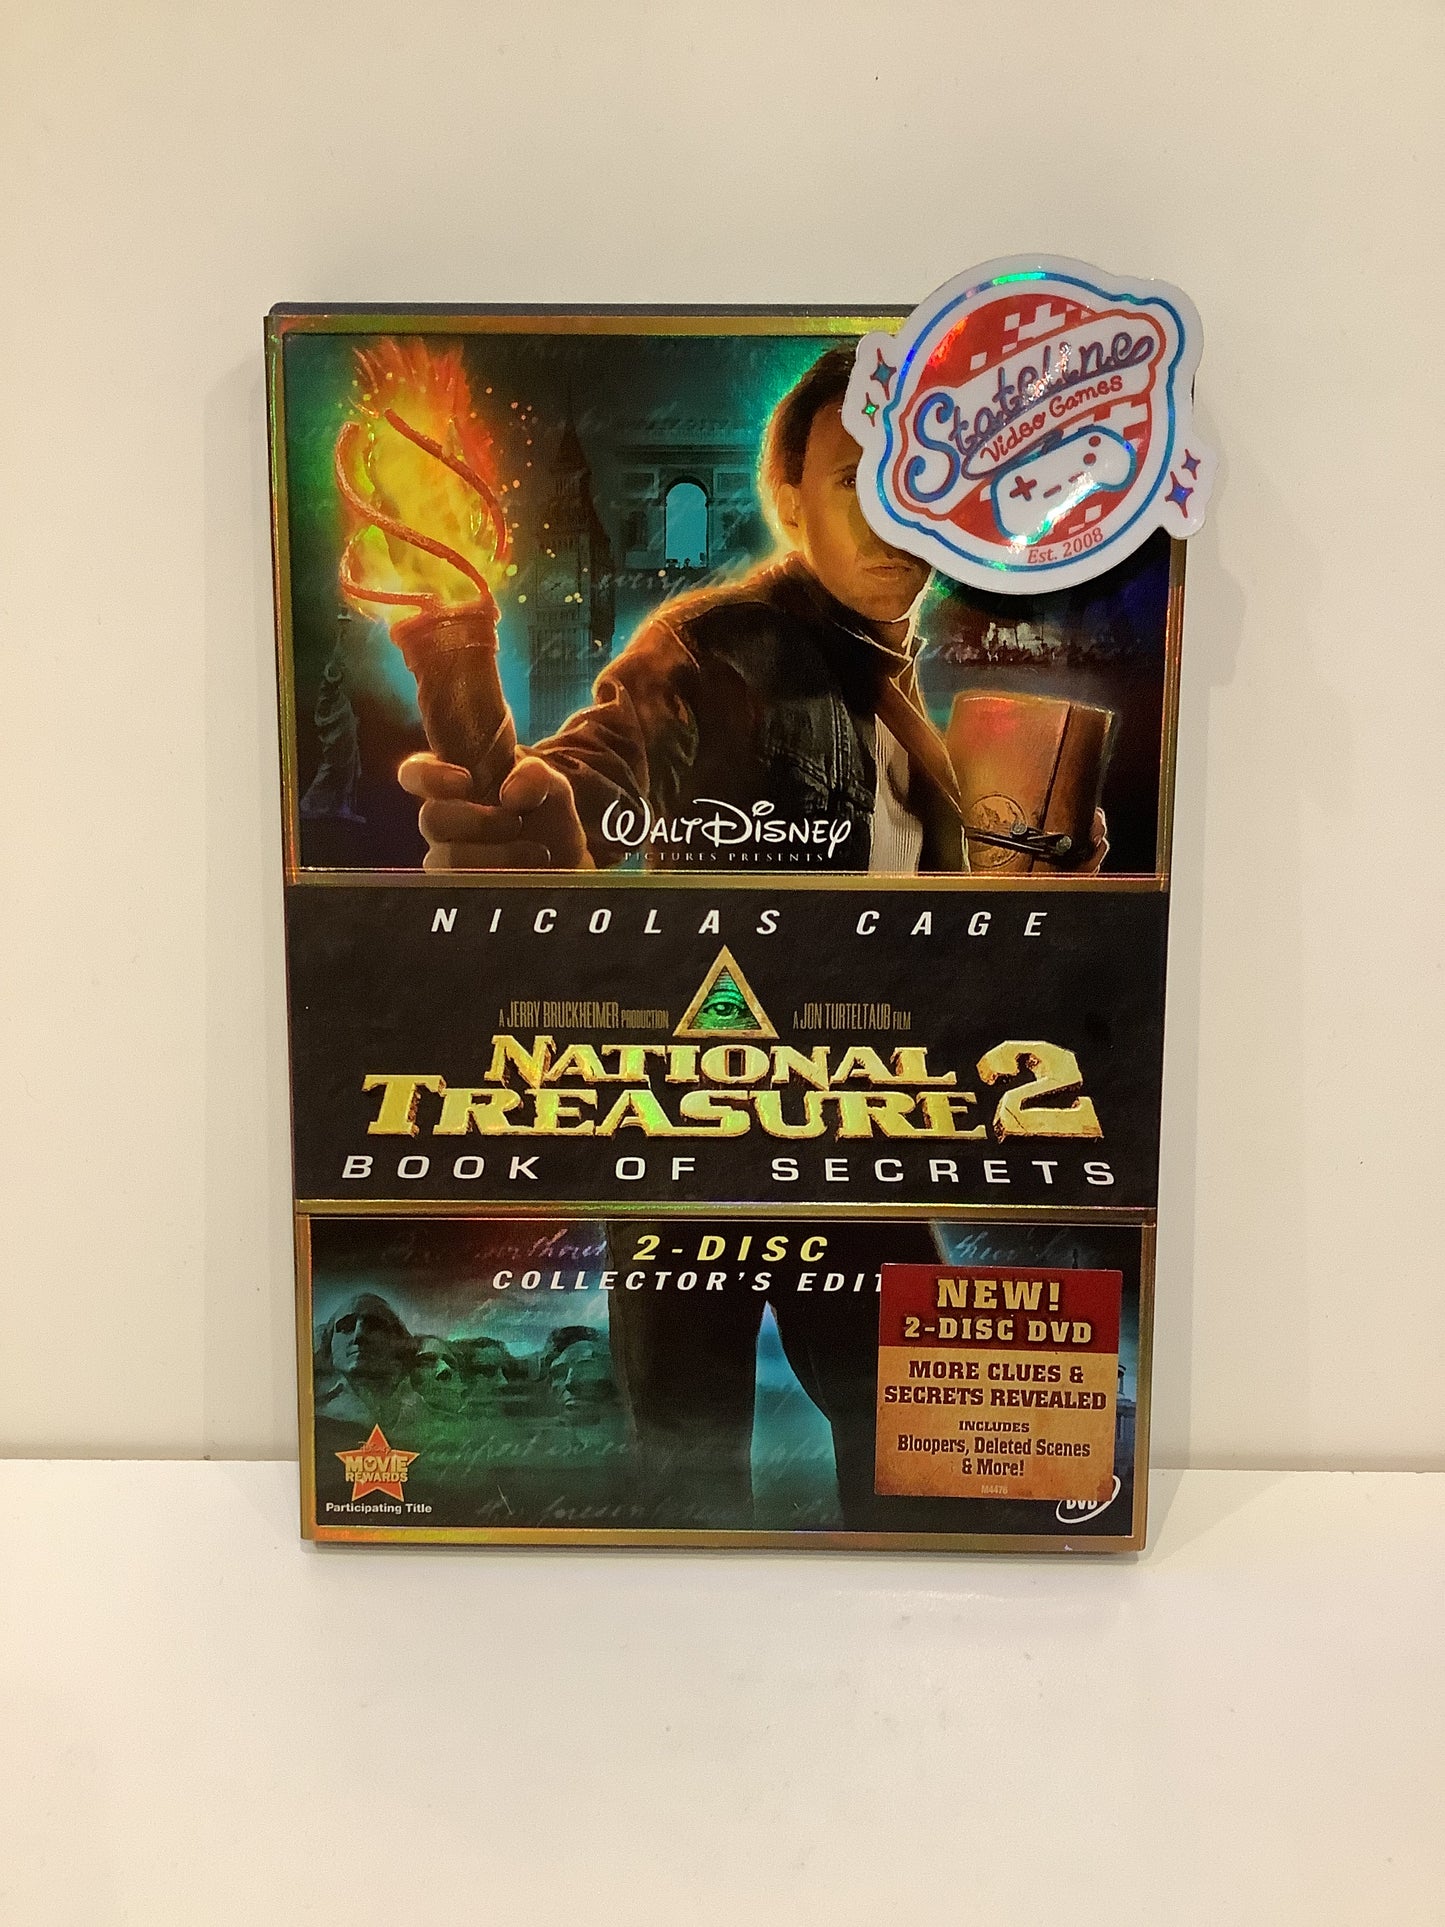 Stateline
Video Games
Est. 2008
WALT DISNEY
PICTURES PRESENTS
NICOLAS CAGE
A JERRY BRUCKHEIMER PRODUCTION
A JON TURTELTAUB FILM
NATIONAL
TREASURE 2
BOOK OF SECRETS
2-DISC
COLLECTOR'S EDIT
NEW!
2-DISC DVD
MORE CLUES &
SECRETS REVEALED
INCLUDES
Bloopers, Deleted Scenes
& More!
M4476
Disney
MOVIE
REWARDS
Participating Title
DVD